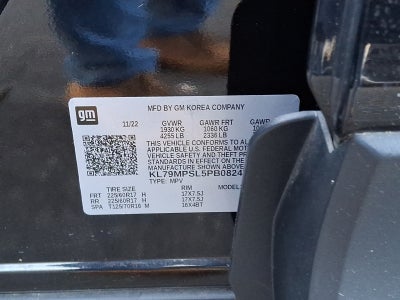 gm
MFD BY GM KOREA COMPANY
11/22 GVWR GAWR FRT GAWR
1930 KG 1060 KG
4255 LB 2336 LB
THIS VEHICLE CONFORMS TO AL
APPLICABLE U.S. FEDERAL MOTOR
VEHICLE SAFETY AND THEFT P
STANDARDS IN EFFECT ON THE
MANUFACTURE SHOWN ABOVE
KL79MPSL5PB0824
TYPE: MPV
TIRE SIZE RIM MODEL:
FRT 225/60R17 H 17X7.5J
RR 225/60R17 H 17X7.5J
SPA T125/70R16 M 16X4BT